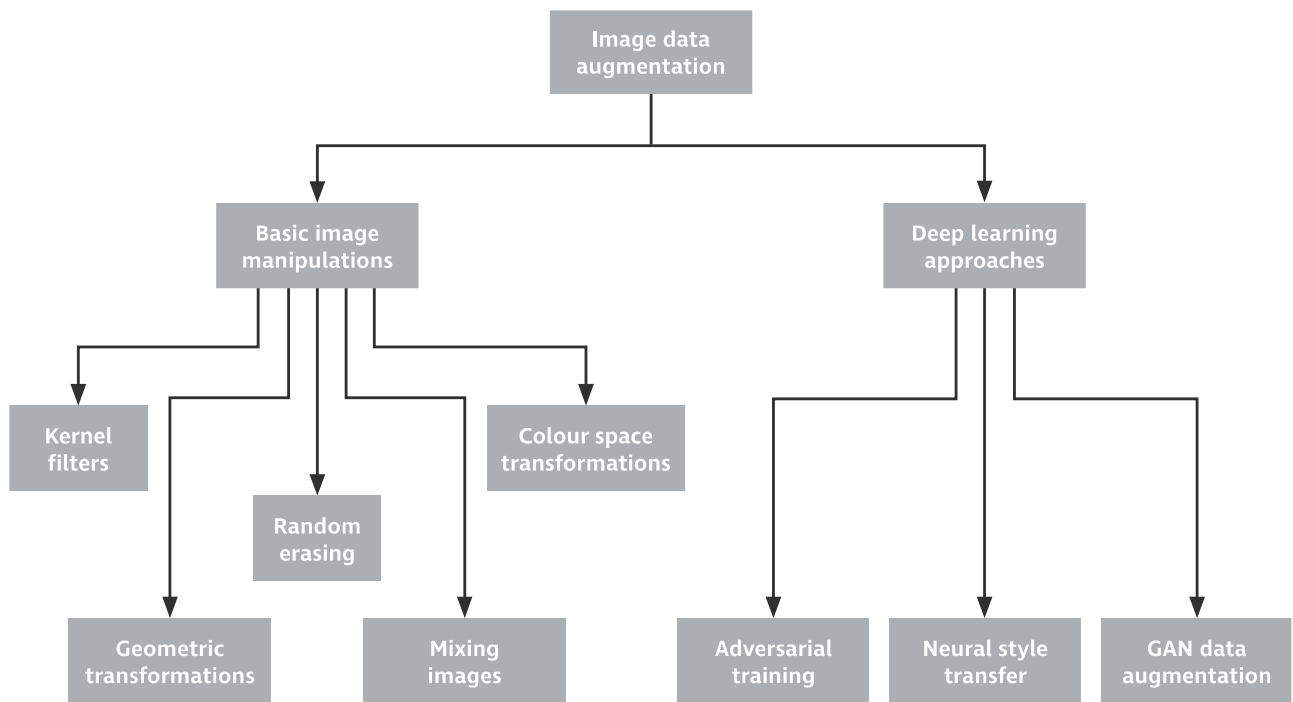 Image data
augmentation
Basic image
manipulations
Deep learning
approaches
Kernel
filters
Colour space
transformations
Random
erasing
Geometric
transformations
Mixing
images
Adversarial
training
Neural style
transfer
GAN data
augmentation